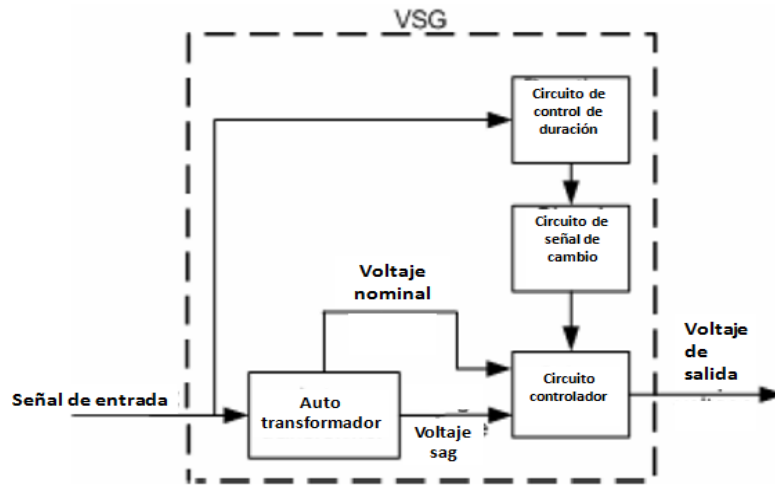 VSG
Circuito de
control de
duración
Circuito de
señal de
cambio
Voltaje
nominal
Voltaje
de
salida
Señal de entrada
Auto
transformador
Circuito
controlador
Voltaje
sag